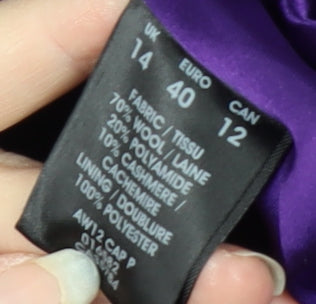 UK EURO CAN
14 40 12
FABRIC / TISSU
70% WOOL / LAINE
20% POLYAMIDE
10% CASHMERE /
CACHEMIRE
LINING / DOUBLURE
100% POLYESTER
AW12 CAP P